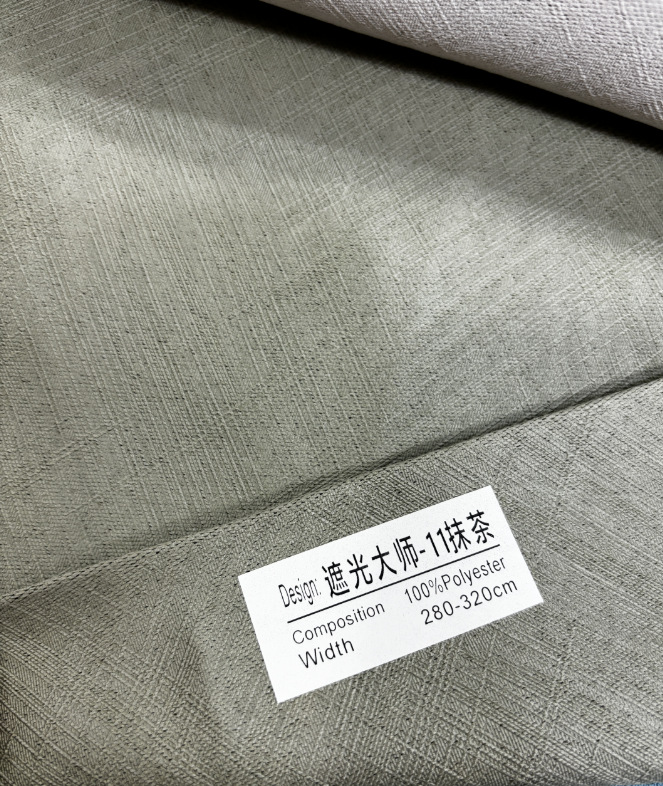 Design: 遮光大师-11抹茶
Composition 100%Polyester
Width 280-320cm